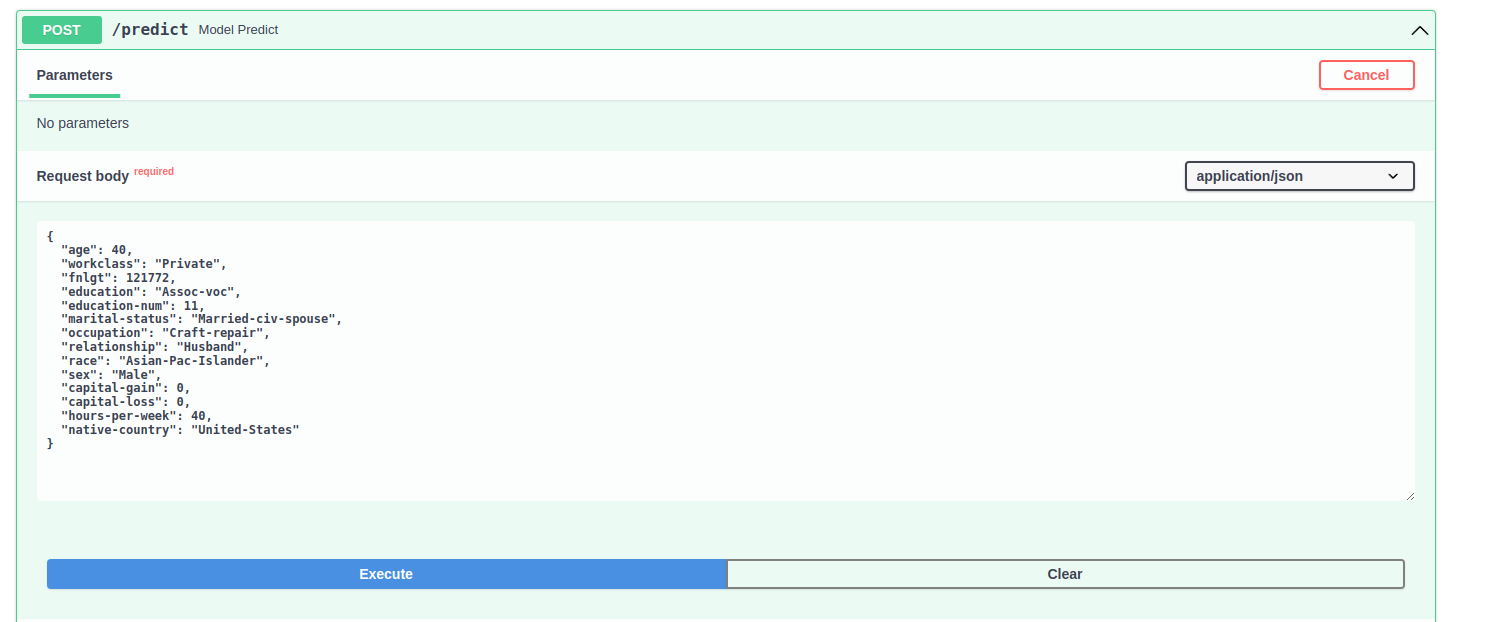 POST /predict Model Predict
Parameters
Cancel
No parameters
Request body required
application/json
{
  "age": 40,
  "workclass": "Private",
  "fnlgt": 121772,
  "education": "Assoc-voc",
  "education-num": 11,
  "marital-status": "Married-civ-spouse",
  "occupation": "Craft-repair",
  "relationship": "Husband",
  "race": "Asian-Pac-Islander",
  "sex": "Male",
  "capital-gain": 0,
  "capital-loss": 0,
  "hours-per-week": 40,
  "native-country": "United-States"
}
Execute
Clear